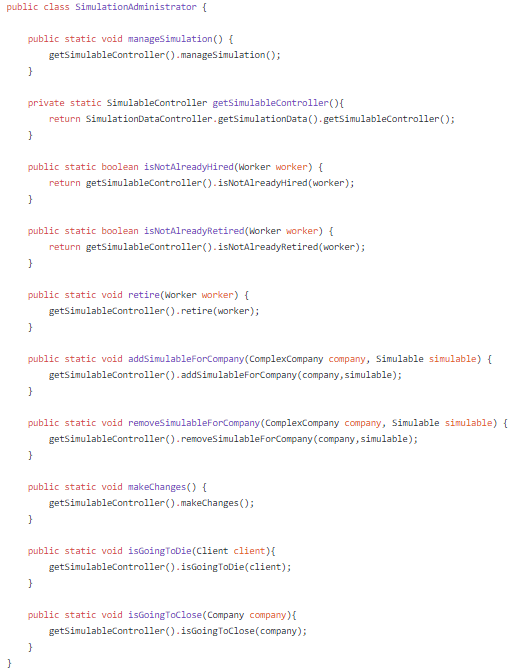 public class SimulationAdministrator {
public static void manageSimulation() {
getSimulableController().manageSimulation();
}
private static SimulableController getSimulableController(){
return SimulationDataController.getSimulationData().getSimulableController();
}
public static boolean isNotAlreadyHired(Worker worker) {
return getSimulableController().isNotAlreadyHired(worker);
}
public static boolean isNotAlreadyRetired(Worker worker) {
return getSimulableController().isNotAlreadyRetired(worker);
}
public static void retire(Worker worker) {
getSimulableController().retire(worker);
}
public static void addSimulableForCompany(ComplexCompany company, Simulable simulable) {
getSimulableController().addSimulableForCompany(company,simulable);
}
public static void removeSimulableForCompany(ComplexCompany company, Simulable simulable) {
getSimulableController().removeSimulableForCompany(company,simulable);
}
public static void makeChanges() {
getSimulableController().makeChanges();
}
public static void isGoingToDie(Client client){
getSimulableController().isGoingToDie(client);
}
public static void isGoingToClose(Company company){
getSimulableController().isGoingToClose(company);
}
}